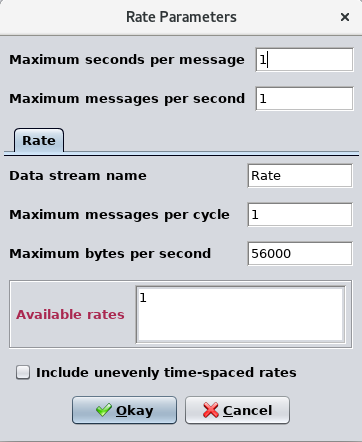 Rate Parameters
Maximum seconds per message 1
Maximum messages per second 1
Rate
Data stream name Rate
Maximum messages per cycle 1
Maximum bytes per second 56000
Available rates 1
Include unevenly time-spaced rates
Okay Cancel